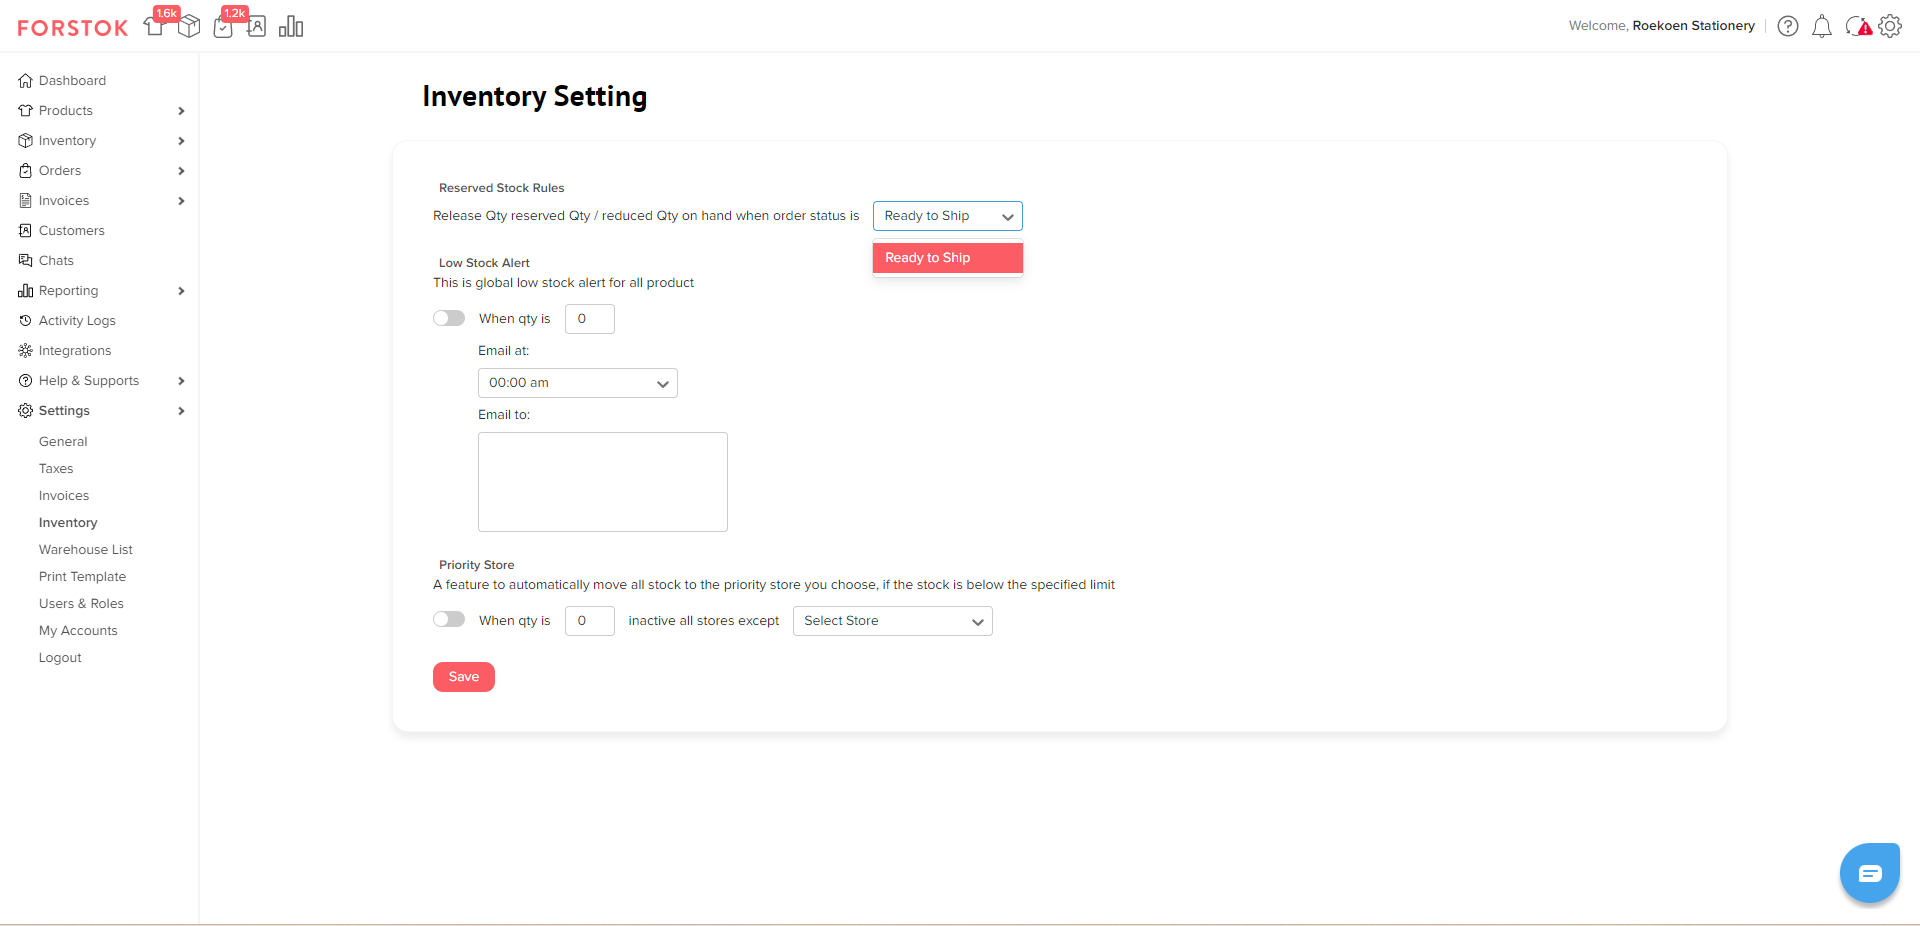 FORSTOK
1.6k
1.2k
Welcome, Roekoen Stationery
Dashboard
Products
Inventory
Orders
Invoices
Customers
Chats
Reporting
Activity Logs
Integrations
Help & Supports
Settings
General
Taxes
Invoices
Inventory
Warehouse List
Print Template
Users & Roles
My Accounts
Logout
Inventory Setting
Reserved Stock Rules
Release Qty reserved Qty / reduced Qty on hand when order status is Ready to Ship
Ready to Ship
Low Stock Alert
This is global low stock alert for all product
When qty is 0
Email at:
00:00 am
Email to:
Priority Store
A feature to automatically move all stock to the priority store you choose, if the stock is below the specified limit
When qty is 0 inactive all stores except Select Store
Save